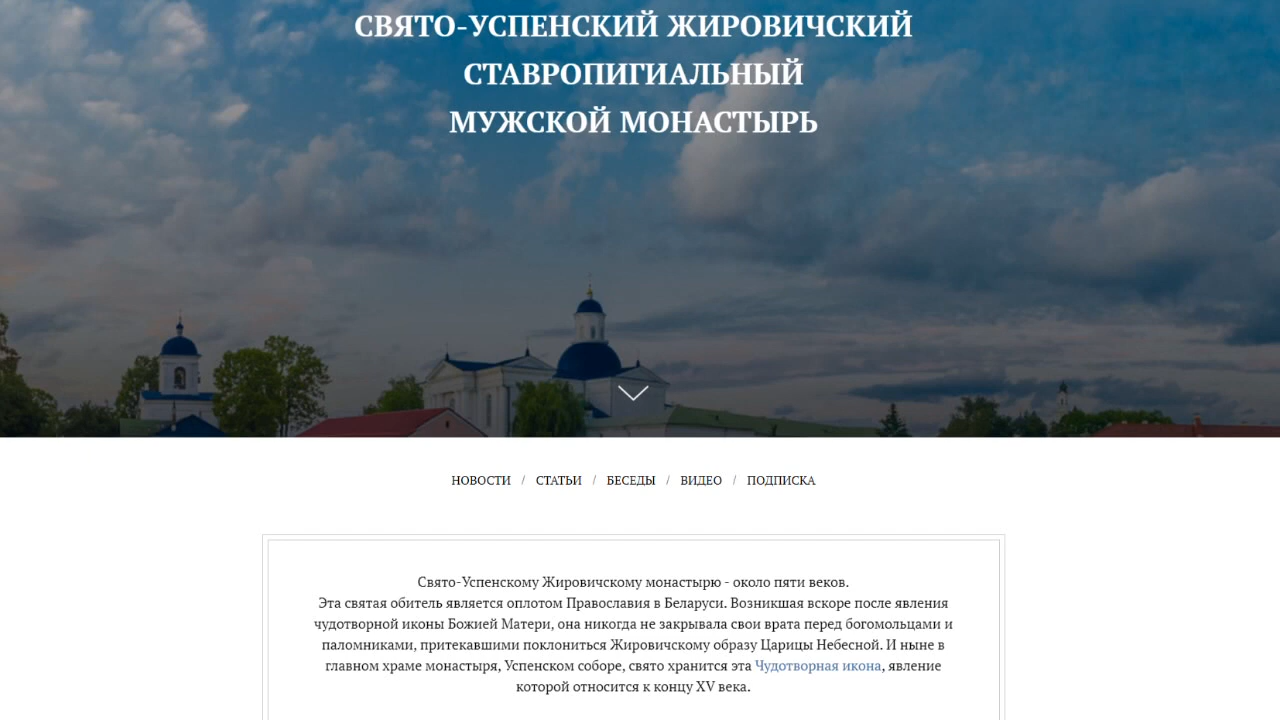 СВЯТО-УСПЕНСКИЙ ЖИРОВИЧСКИЙ
СТАВРОПИГИАЛЬНЫЙ
МУЖСКОЙ МОНАСТЫРЬ
НОВОСТИ / СТАТЬИ / БЕСЕДЫ / ВИДЕО / ПОДПИСКА
Свято-Успенскому Жировичскому монастырю - около пяти веков.
Эта святая обитель является оплотом Православия в Беларуси. Возникшая вскоре после явления
чудотворной иконы Божией Матери, она никогда не закрывала свои врата перед богомольцами и
паломниками, притекавшими поклониться Жировичскому образу Царицы Небесной. И ныне в
главном храме монастыря, Успенском соборе, свято хранится эта Чудотворная икона, явление
которой относится к концу XV века.